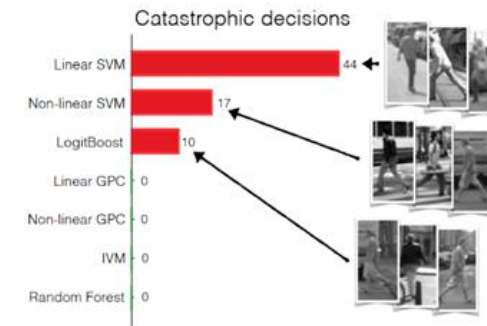 Catastrophic decisions
Linear SVM 44
Non-linear SVM 17
LogitBoost 10
Linear GPC 0
Non-linear GPC 0
IVM 0
Random Forest 0